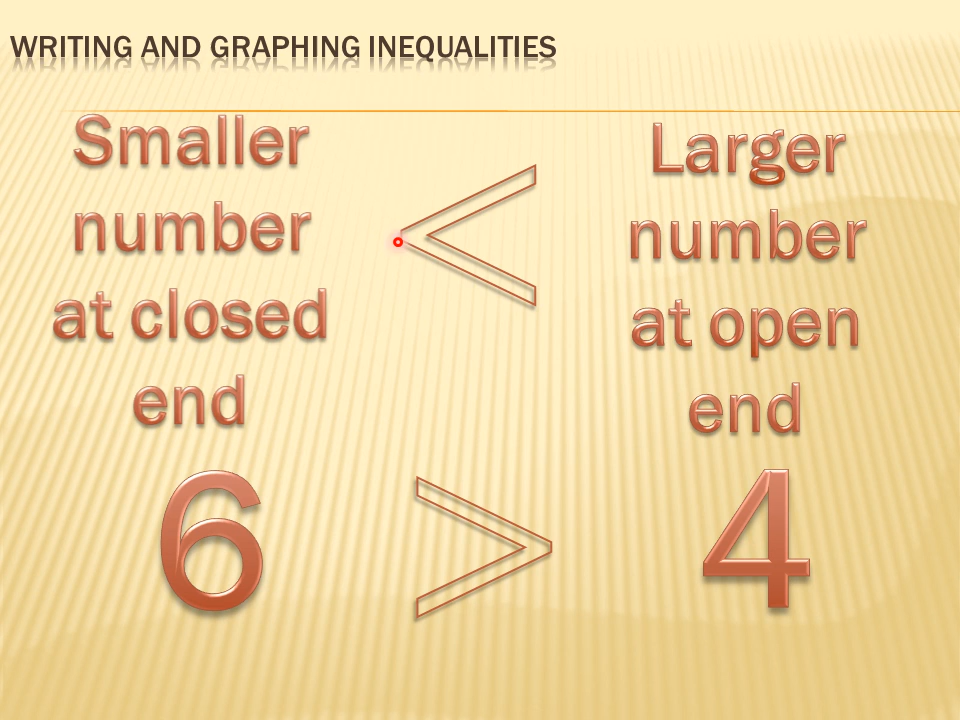 WRITING AND GRAPHING INEQUALITIES
Smaller
number
at closed
end
<
Larger
number
at open
end
6 > 4